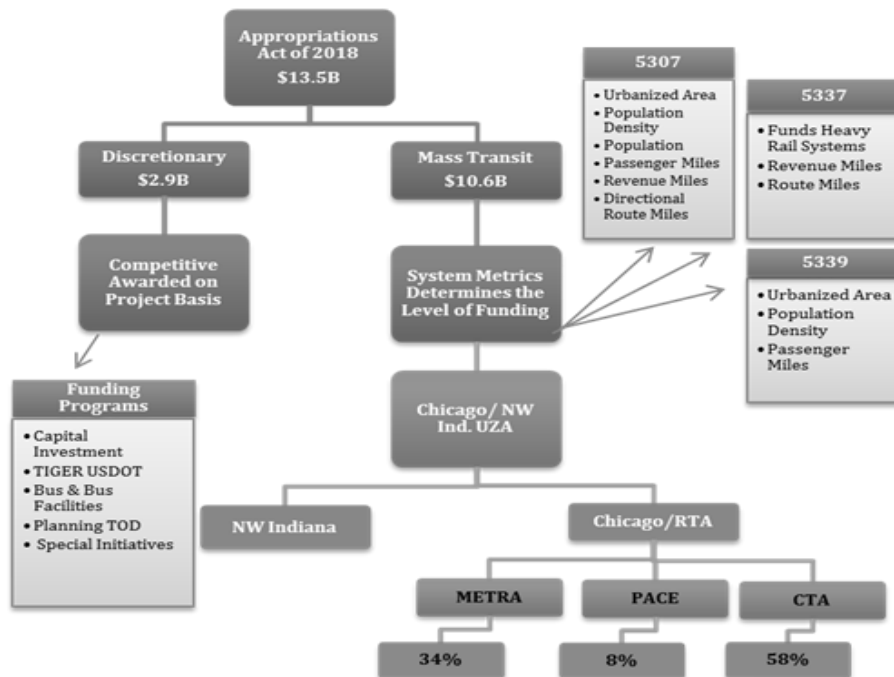 Appropriations
Act of 2018
$13.5B
Discretionary
$2.9B
Mass Transit
$10.6B
Competitive
Awarded on
Project Basis
System Metrics
Determines the
Level of Funding
5307
• Urbanized Area
• Population
Density
• Population
• Passenger Miles
• Revenue Miles
• Directional
Route Miles
5337
• Funds Heavy
Rail Systems
• Revenue Miles
• Route Miles
5339
• Urbanized Area
• Population
Density
• Passenger
Miles
Funding
Programs
• Capital
Investment
• TIGER USDOT
• Bus & Bus
Facilities
• Planning TOD
• Special Initiatives
Chicago/ NW
Ind. UZA
NW Indiana
Chicago/RTA
METRA
PACE
CTA
34%
8%
58%